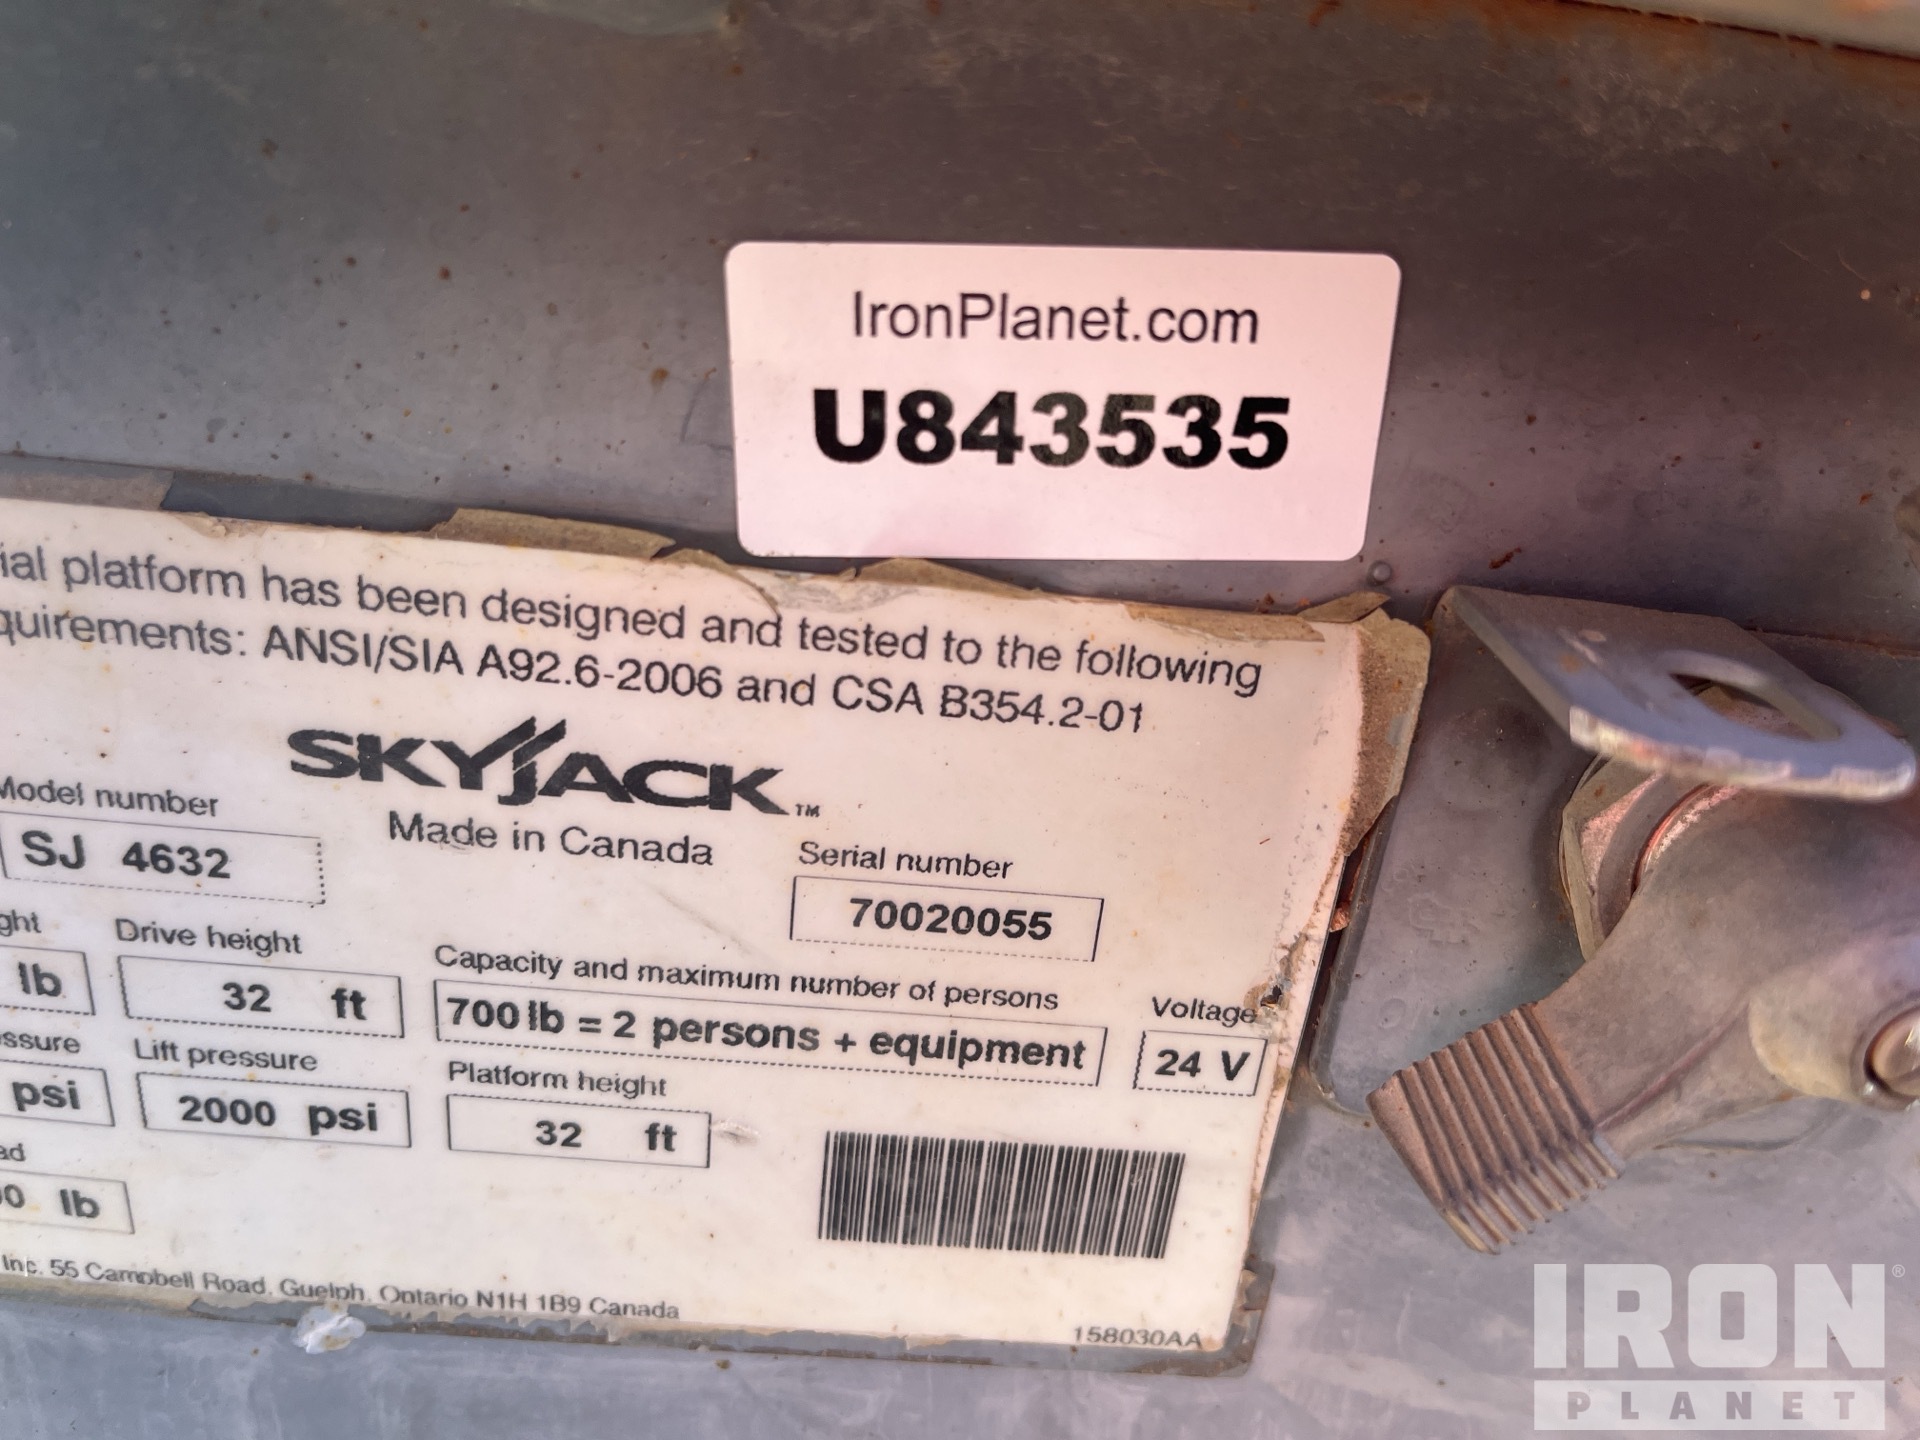 IronPlanet.com
U843535
ial platform has been designed and tested to the following
quirements: ANSI/SIA A92.6-2006 and CSA B354.2-01
SKYJACK™
Made in Canada
Model number
SJ 4632
Serial number
70020055
ght
lb
Drive height
32 ft
Capacity and maximum number of persons
700 lb = 2 persons + equipment
Voltage
24 V
ssure
psi
Lift pressure
2000 psi
Platform height
32 ft
ad
0 lb
Inc. 55 Campbell Road, Guelph, Ontario N1H 1B9 Canada
158030AA
IRON®
PLANET